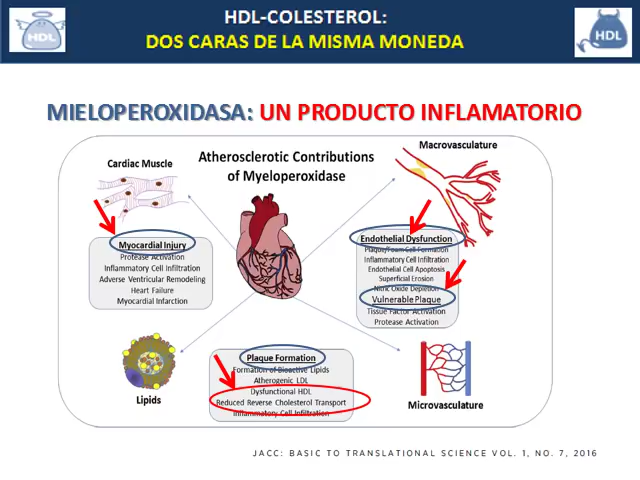 HDL
HDL-COLESTEROL:
DOS CARAS DE LA MISMA MONEDA
HDL
MIELOPEROXIDASA: UN PRODUCTO INFLAMATORIO
Cardiac Muscle
Atherosclerotic Contributions
of Myeloperoxidase
Macrovasculature
Myocardial Injury
Protease Activation
Inflammatory Cell Infiltration
Adverse Ventricular Remodeling
Heart Failure
Myocardial Infarction
Endothelial Dysfunction
Plaque/Foam Cell Formation
Inflammatory Cell Infiltration
Endothelial Cell Apoptosis
Superficial Erosion
Nitric Oxide Depletion
Vulnerable Plaque
Tissue Factor Activation
Protease Activation
Lipids
Plaque Formation
Formation of Bioactive Lipids
Atherogenic LDL
Dysfunctional HDL
Reduced Reverse Cholesterol Transport
Inflammatory Cell Infiltration
Microvasculature
JACC: BASIC TO TRANSLATIONAL SCIENCE VOL. 1, NO. 7, 2016